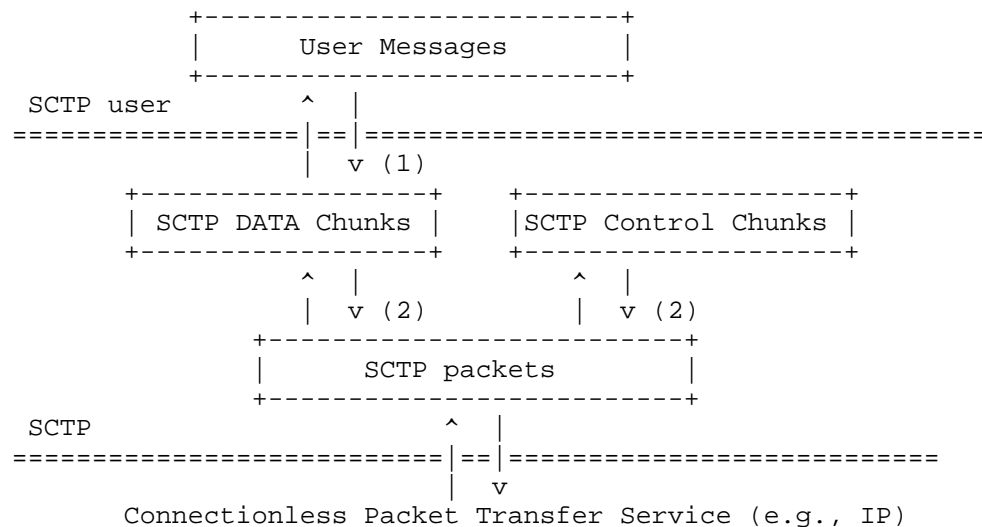 User Messages
SCTP user
(1)
SCTP DATA Chunks SCTP Control Chunks
(2) (2)
SCTP packets
SCTP
Connectionless Packet Transfer Service (e.g., IP)